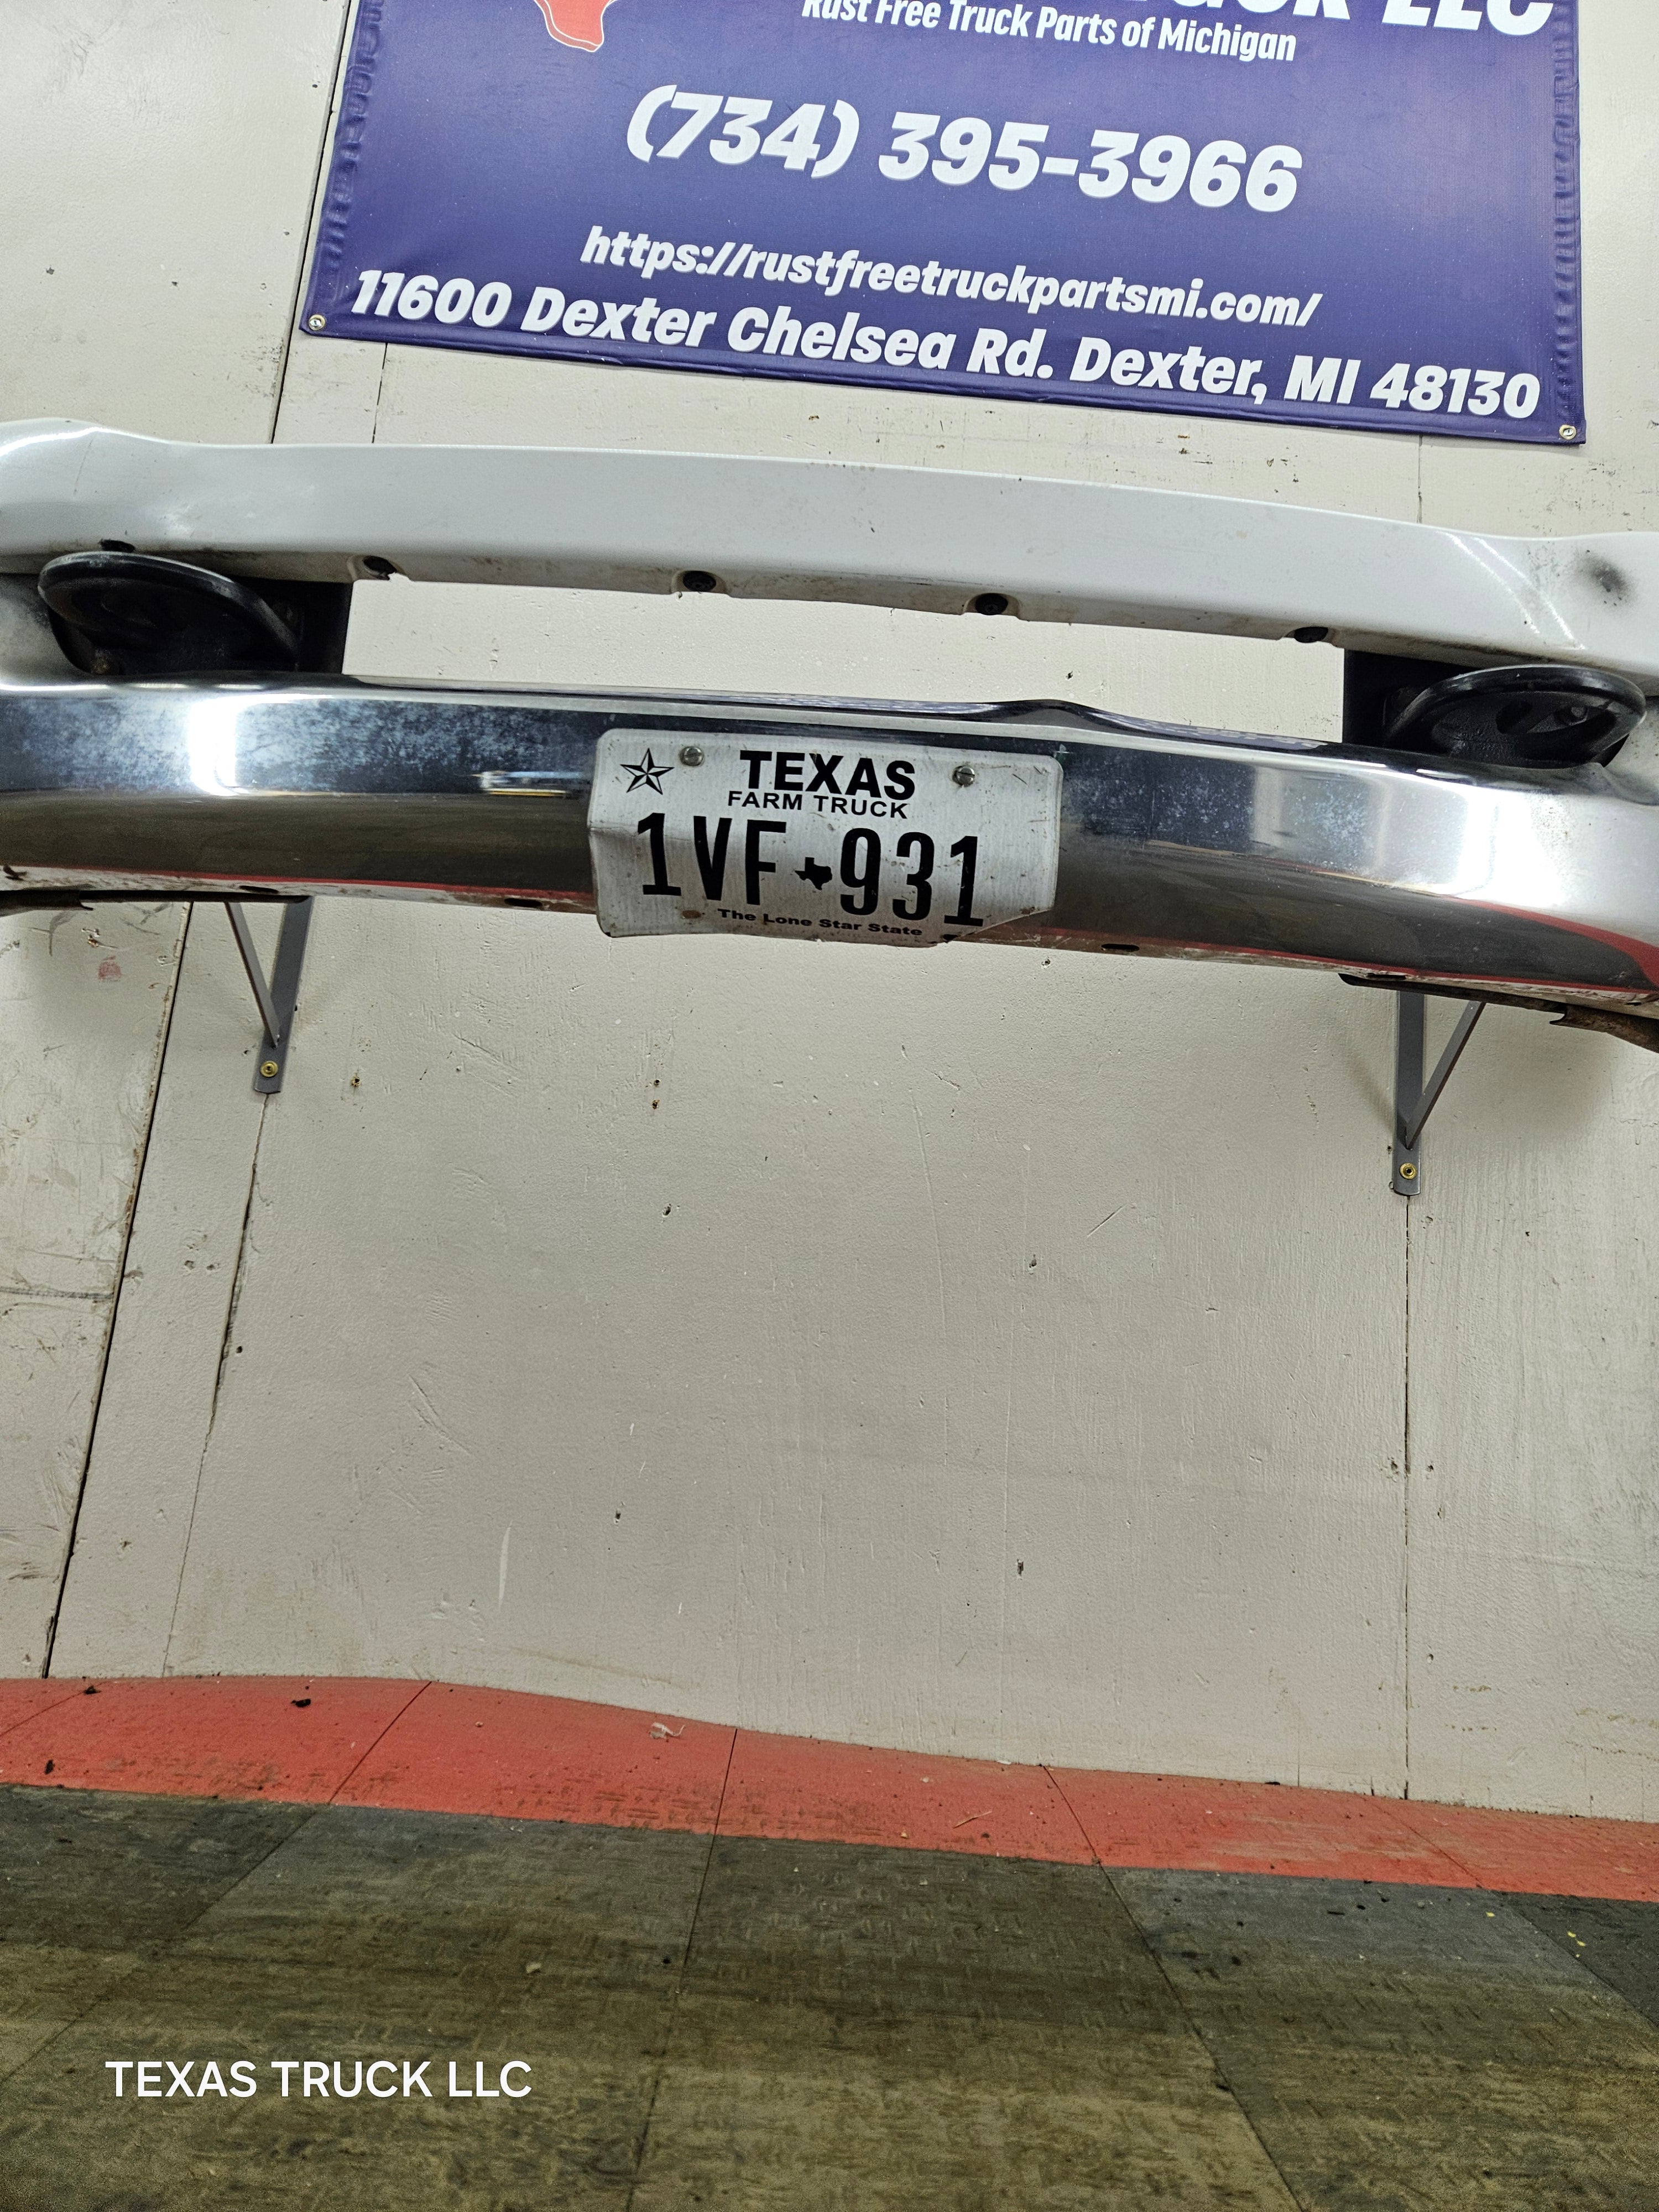 LLC
Rust Free Truck Parts of Michigan
(734) 395-3966
https://rustfreetruckpartsmi.com/
11600 Dexter Chelsea Rd. Dexter, MI 48130
TEXAS
FARM TRUCK
1VF 931
The Lone Star State
TEXAS TRUCK LLC